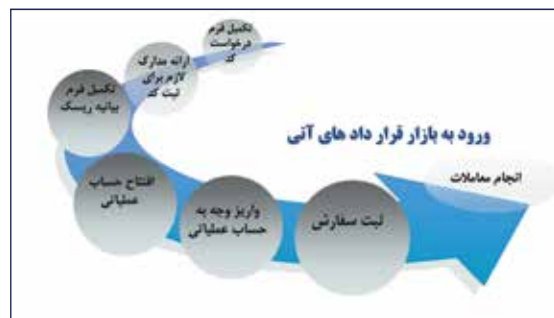 تکمیل فرم
درخواست
کد
ارائه مدارک
لازم برای
ثبت کد
تکمیل فرم
بیانیه ریسک
ورود به بازار قرار داد های آتی
افتتاح حساب
عملیاتی
واریز وجه به
حساب عملیاتی
ثبت سفارش
انجام معاملات